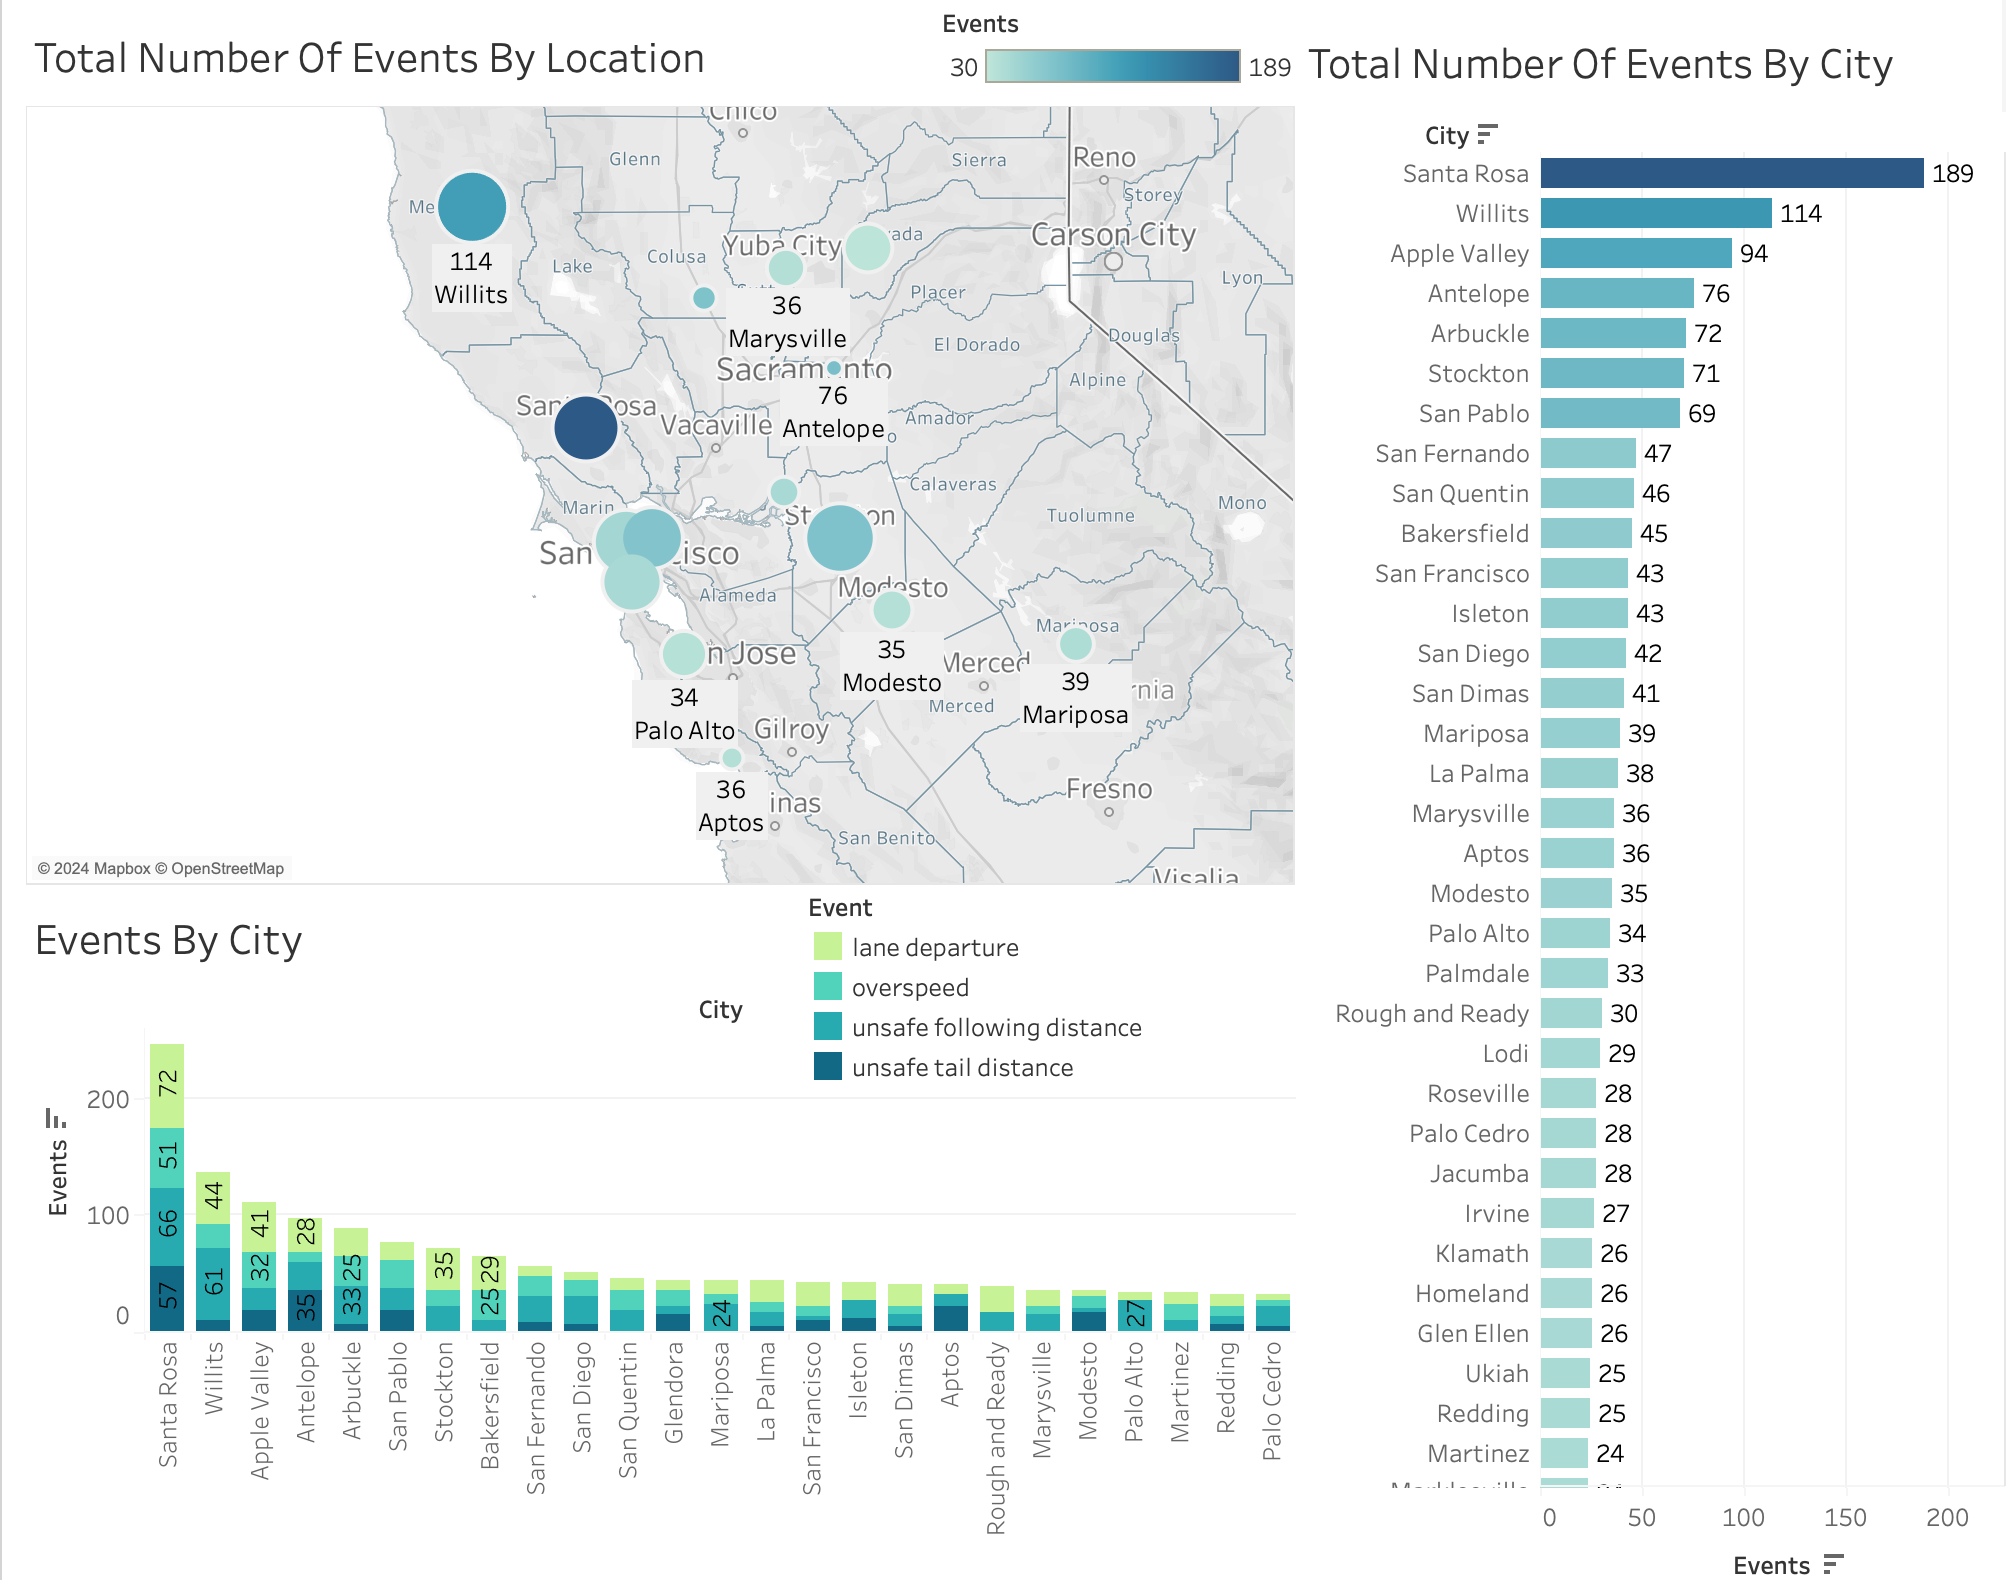 Total Number Of Events By Location
Events
30
189
Total Number Of Events By City
Chico
Glenn
Sierra
Reno
Storey
Me
114
Willits
Lake
Colusa
Yuba City
vada
Carson City
Lyon
36
Marysville
Placer
Douglas
El Dorado
Sacramento
76
Antelope
Alpine
Amador
Vacaville
Calaveras
Marin
Tuolumne
Mono
San
isco
Alameda
Modesto
35
Modesto
Mariposa
39
Mariposa
Merced
Merced
rnia
n Jose
34
Palo Alto
Gilroy
36
Aptos
inas
Fresno
San Benito
Visalia
© 2024 Mapbox © OpenStreetMap
City
Santa Rosa 189
Willits 114
Apple Valley 94
Antelope 76
Arbuckle 72
Stockton 71
San Pablo 69
San Fernando 47
San Quentin 46
Bakersfield 45
San Francisco 43
Isleton 43
San Diego 42
San Dimas 41
Mariposa 39
La Palma 38
Marysville 36
Aptos 36
Modesto 35
Palo Alto 34
Palmdale 33
Rough and Ready 30
Lodi 29
Roseville 28
Palo Cedro 28
Jacumba 28
Irvine 27
Klamath 26
Homeland 26
Glen Ellen 26
Ukiah 25
Redding 25
Martinez 24
0 50 100 150 200
Events
Events By City
Event
lane departure
overspeed
unsafe following distance
unsafe tail distance
City
Events
200
100
0
72
51
66
57
44
61
41
32
28
35
25
33
35
29
25
24
27
Santa Rosa
Willits
Apple Valley
Antelope
Arbuckle
San Pablo
Stockton
Bakersfield
San Fernando
San Diego
San Quentin
Glendora
Mariposa
La Palma
San Francisco
Isleton
San Dimas
Aptos
Rough and Ready
Marysville
Modesto
Palo Alto
Martinez
Redding
Palo Cedro